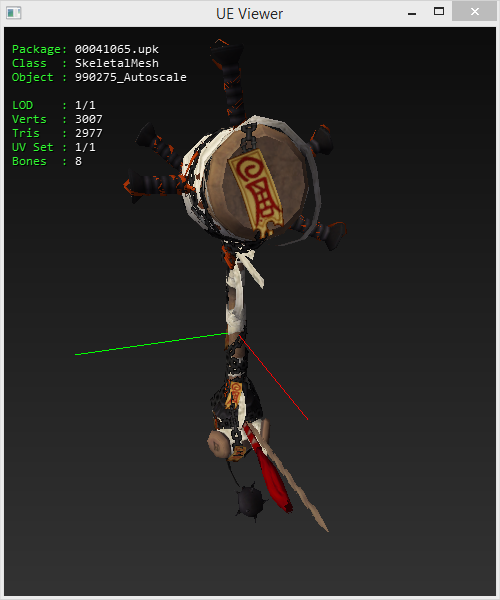 UE Viewer
Package: 00041065.upk
Class : SkeletalMesh
Object : 990275_Autoscale
LOD : 1/1
Verts : 3007
Tris : 2977
UV Set : 1/1
Bones : 8